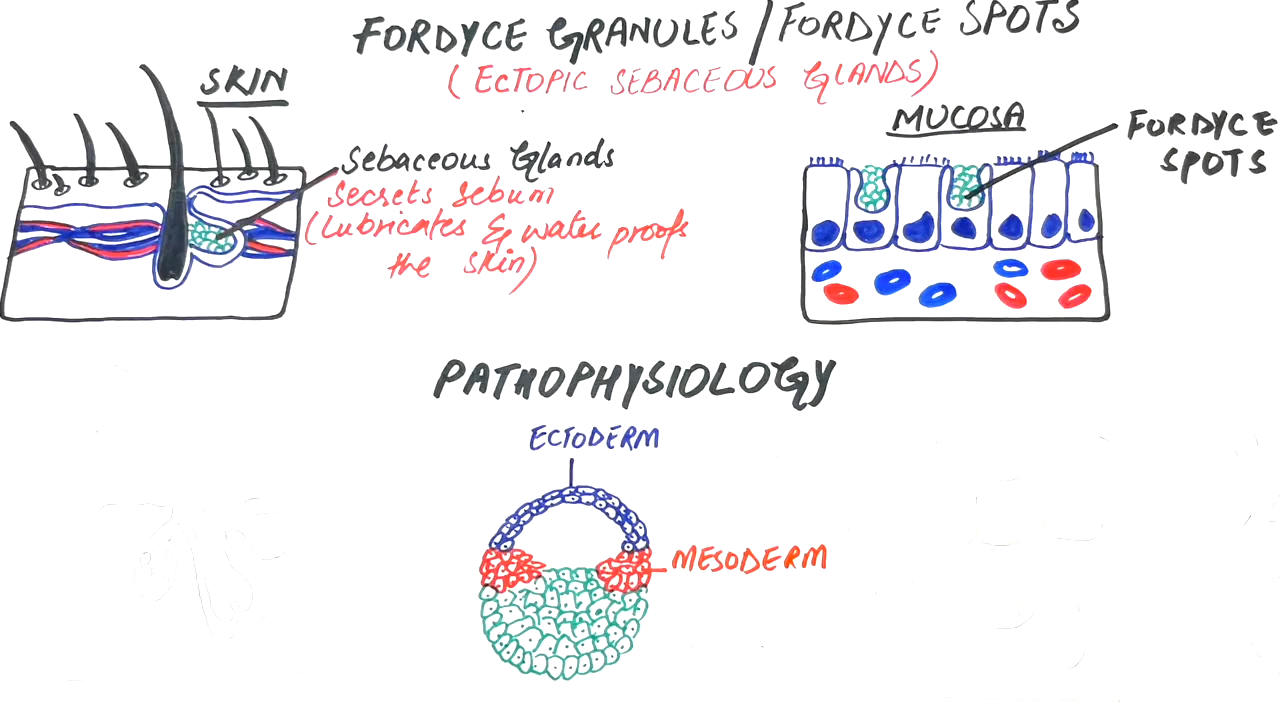 FORDYCE GRANULES / FORDYCE SPOTS
(ECTOPIC SEBACEOUS GLANDS)
SKIN
Sebaceous Glands
Secrets Sebum
(Lubricates & water proofs
the skin)
MUCOSA
FORDYCE
SPOTS
PATHOPHYSIOLOGY
ECTODERM
MESODERM